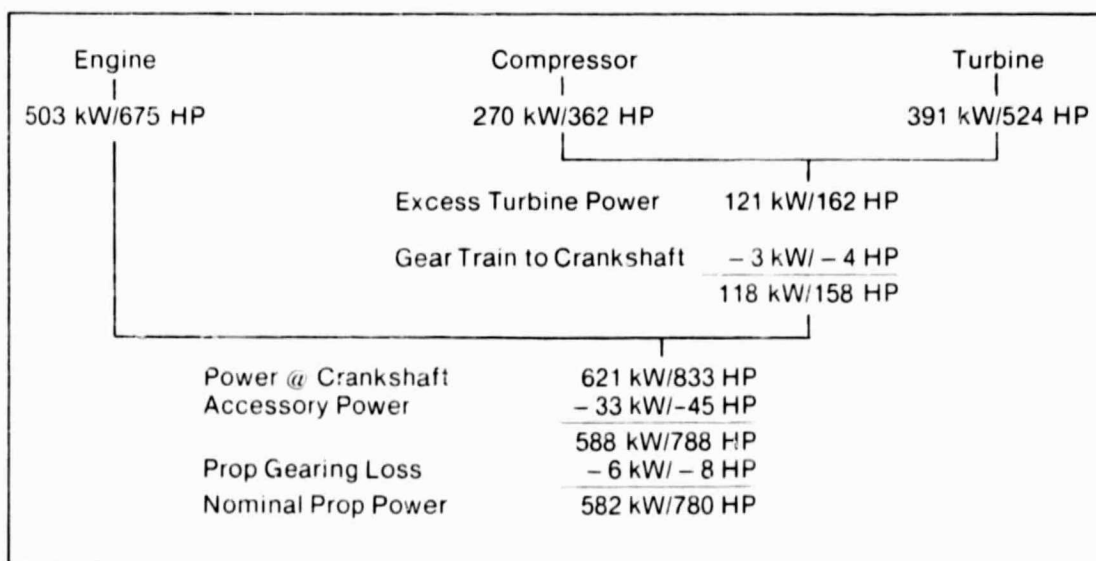 Engine Compressor Turbine
503 kW/675 HP 270 kW/362 HP 391 kW/524 HP
Excess Turbine Power 121 kW/162 HP
Gear Train to Crankshaft – 3 kW/ – 4 HP
118 kW/158 HP
Power @ Crankshaft 621 kW/833 HP
Accessory Power – 33 kW/-45 HP
588 kW/788 HP
Prop Gearing Loss – 6 kW/ – 8 HP
Nominal Prop Power 582 kW/780 HP